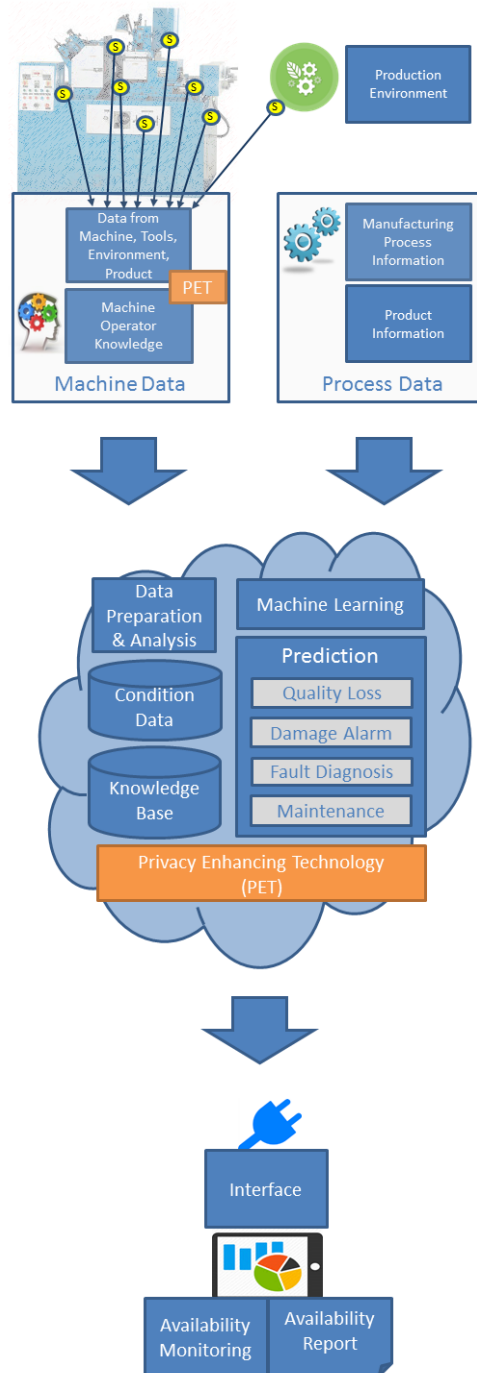 S
S
S
S
S
S
S
S
S
Production
Environment
Data from
Machine, Tools,
Environment,
Product
PET
Machine
Operator
Knowledge
Machine Data
Manufacturing
Process
Information
Product
Information
Process Data
Data
Preparation
& Analysis
Condition
Data
Knowledge
Base
Machine Learning
Prediction
Quality Loss
Damage Alarm
Fault Diagnosis
Maintenance
Privacy Enhancing Technology
(PET)
Interface
Availability
Monitoring
Availability
Report